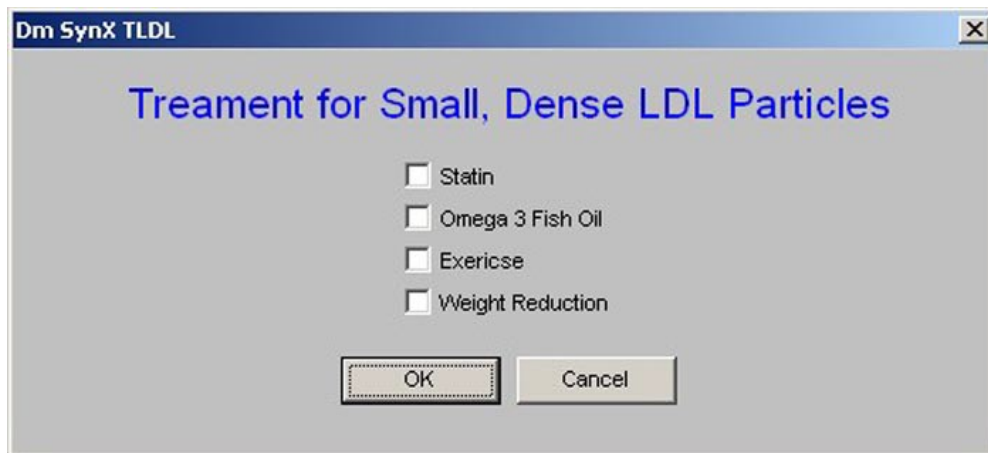 Dm SynX TLDL
Treament for Small, Dense LDL Particles
Statin
Omega 3 Fish Oil
Exericse
Weight Reduction
OK Cancel